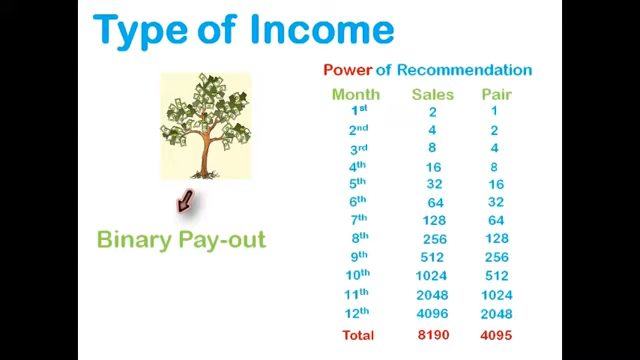 Type of Income
Power of Recommendation
Month Sales Pair
1st 2 1
2nd 4 2
3rd 8 4
4th 16 8
5th 32 16
6th 64 32
7th 128 64
8th 256 128
9th 512 256
10th 1024 512
11th 2048 1024
12th 4096 2048
Total 8190 4095
Binary Pay-out